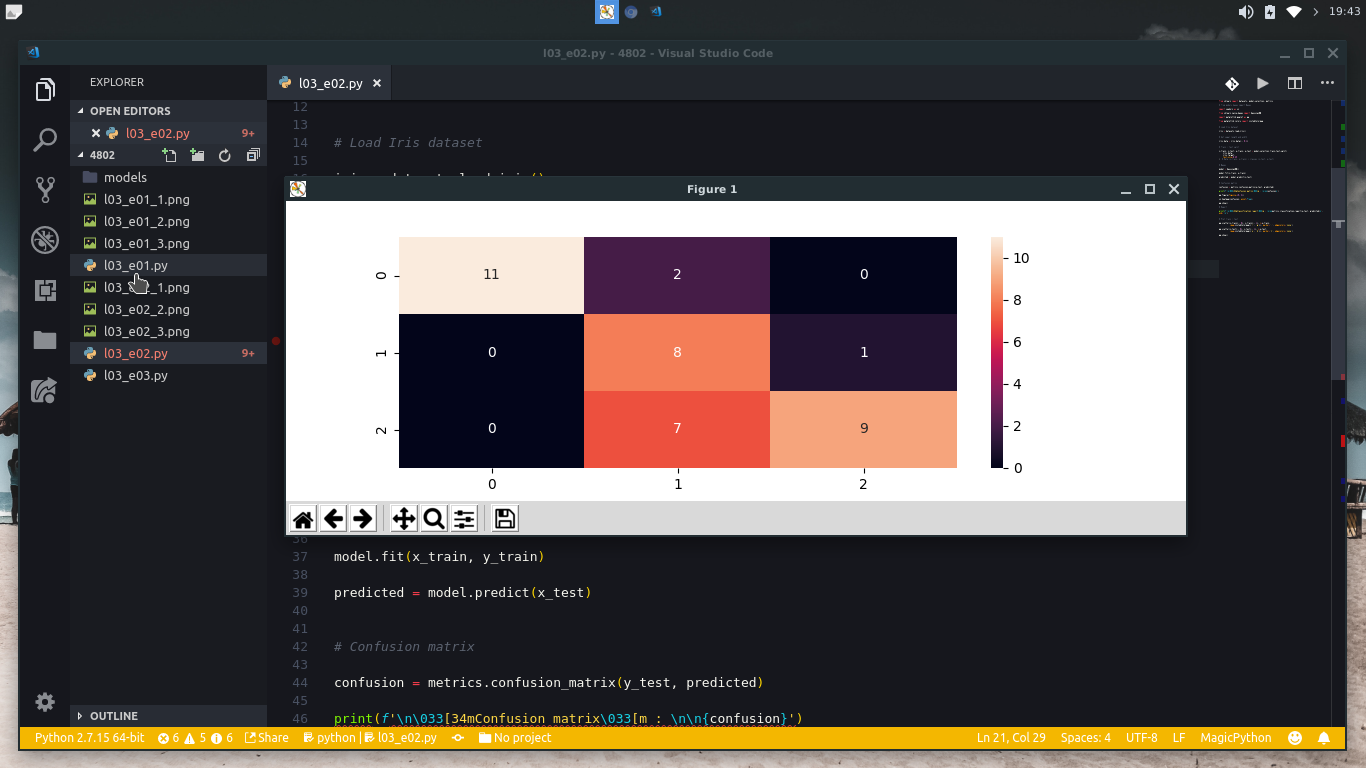 19:43
l03_e02.py - 4802 - Visual Studio Code
EXPLORER
l03_e02.py
OPEN EDITORS
l03_e02.py 9+
4802
models
l03_e01_1.png
l03_e01_2.png
l03_e01_3.png
l03_e01.py
l03_e02_1.png
l03_e02_2.png
l03_e02_3.png
l03_e02.py 9+
l03_e03.py
OUTLINE
12
13
14 # Load Iris dataset
15
Figure 1
0 11 2 0
1 0 8 1
2 0 7 9
0 1 2
10
8
6
4
2
0
36
37 model.fit(x_train, y_train)
38
39 predicted = model.predict(x_test)
40
41
42 # Confusion matrix
43
44 confusion = metrics.confusion_matrix(y_test, predicted)
45
46 print(f'\n\033[34mConfusion matrix\033[m : \n\n{confusion}')
Python 2.7.15 64-bit 6 5 6 Share python | l03_e02.py No project Ln 21, Col 29 Spaces: 4 UTF-8 LF MagicPython